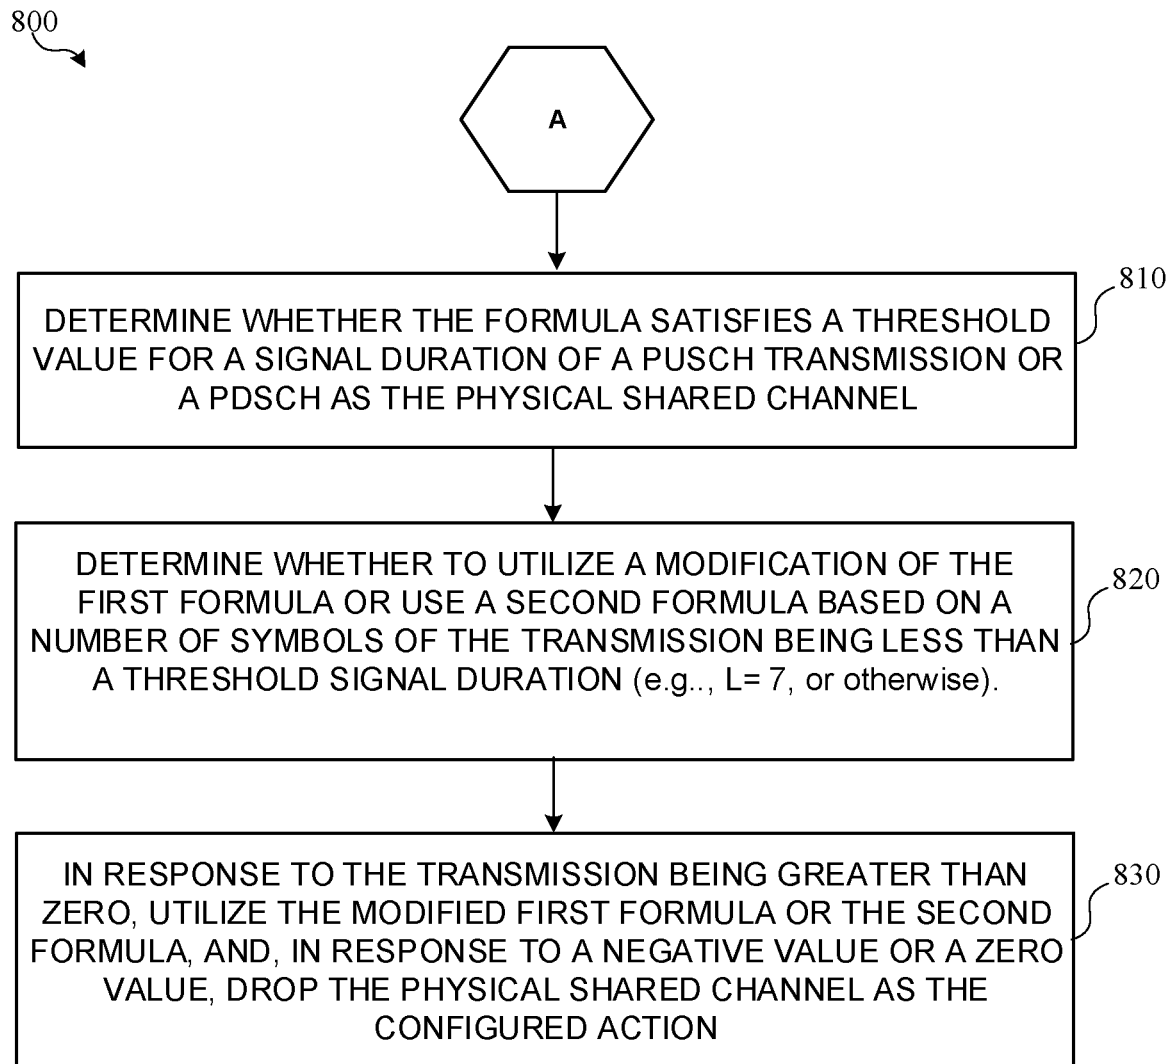 800
A
810
DETERMINE WHETHER THE FORMULA SATISFIES A THRESHOLD
VALUE FOR A SIGNAL DURATION OF A PUSCH TRANSMISSION OR
A PDSCH AS THE PHYSICAL SHARED CHANNEL
820
DETERMINE WHETHER TO UTILIZE A MODIFICATION OF THE
FIRST FORMULA OR USE A SECOND FORMULA BASED ON A
NUMBER OF SYMBOLS OF THE TRANSMISSION BEING LESS THAN
A THRESHOLD SIGNAL DURATION (e.g.., L= 7, or otherwise).
830
IN RESPONSE TO THE TRANSMISSION BEING GREATER THAN
ZERO, UTILIZE THE MODIFIED FIRST FORMULA OR THE SECOND
FORMULA, AND, IN RESPONSE TO A NEGATIVE VALUE OR A ZERO
VALUE, DROP THE PHYSICAL SHARED CHANNEL AS THE
CONFIGURED ACTION